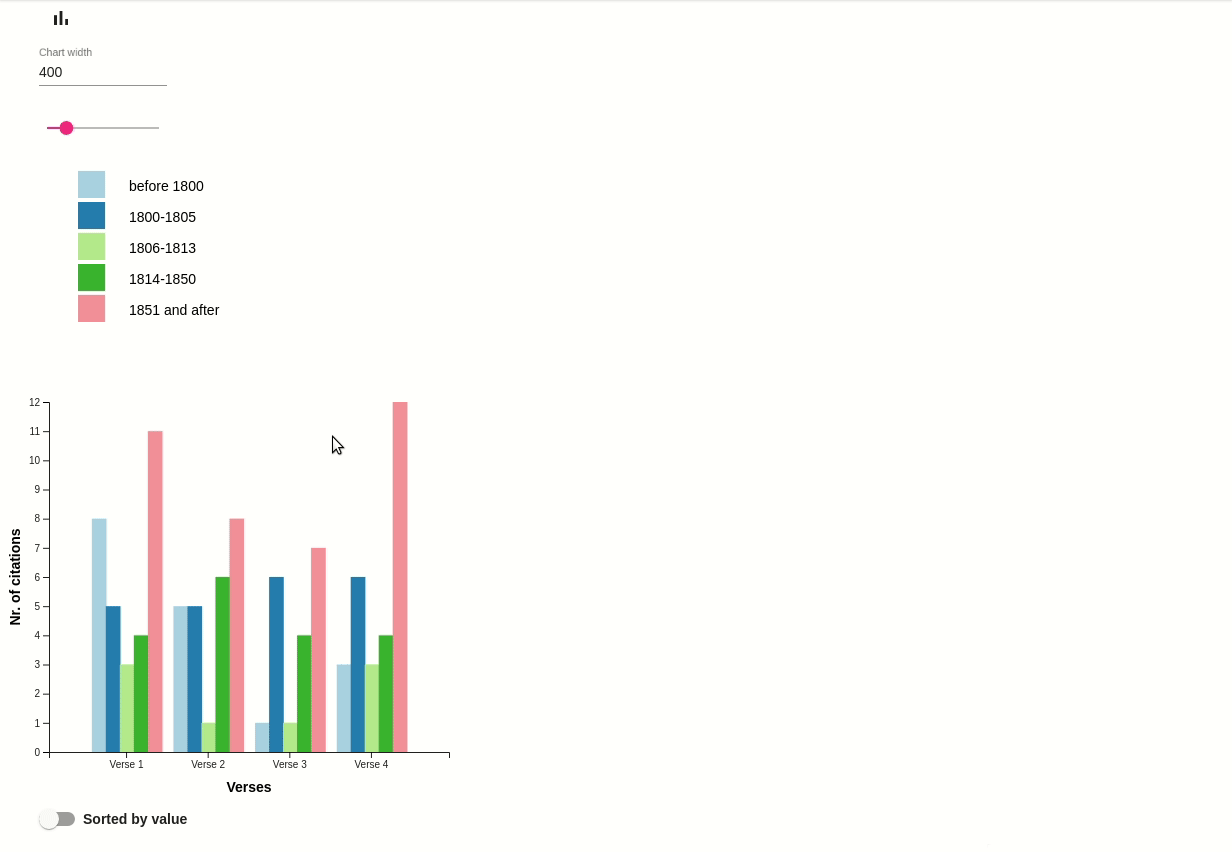 Chart width
400
before 1800
1800-1805
1806-1813
1814-1850
1851 and after
12
11
10
9
8
7
6
5
4
3
2
1
0
Nr. of citations
Verse 1 Verse 2 Verse 3 Verse 4
Verses
Sorted by value